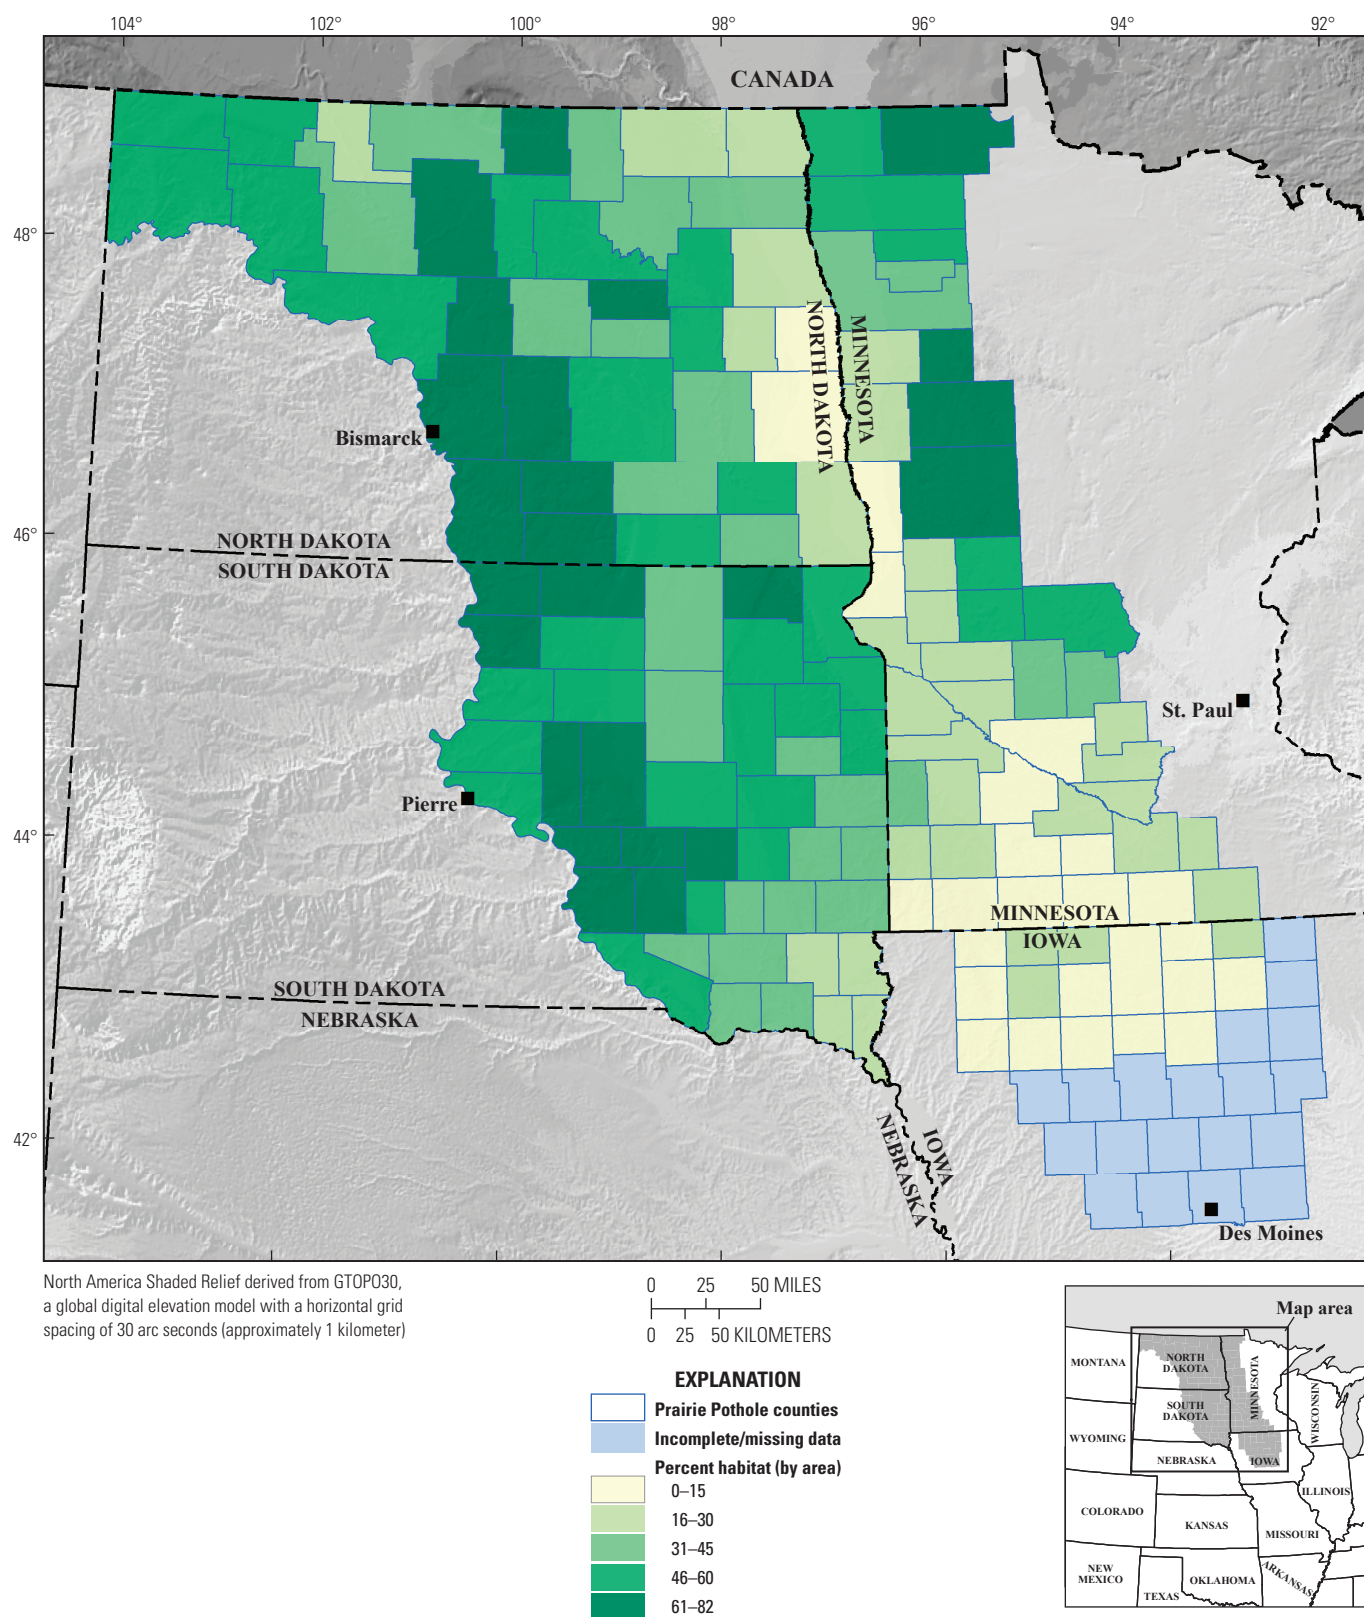 104°
102°
100°
98°
96°
94°
92°
CANADA
48°
NORTH DAKOTA
MINNESOTA
Bismarck
46°
NORTH DAKOTA
SOUTH DAKOTA
St. Paul
Pierre
44°
MINNESOTA
IOWA
SOUTH DAKOTA
NEBRASKA
42°
NEBRASKA
IOWA
Des Moines
North America Shaded Relief derived from GTOPO30,
a global digital elevation model with a horizontal grid
spacing of 30 arc seconds (approximately 1 kilometer)
0 25 50 MILES
0 25 50 KILOMETERS
EXPLANATION
Prairie Pothole counties
Incomplete/missing data
Percent habitat (by area)
0–15
16–30
31–45
46–60
61–82
Map area
MONTANA
NORTH
DAKOTA
MINNESOTA
WISCONSIN
SOUTH
DAKOTA
WYOMING
NEBRASKA
IOWA
ILLINOIS
COLORADO
KANSAS
MISSOURI
NEW
MEXICO
TEXAS
OKLAHOMA
ARKANSAS